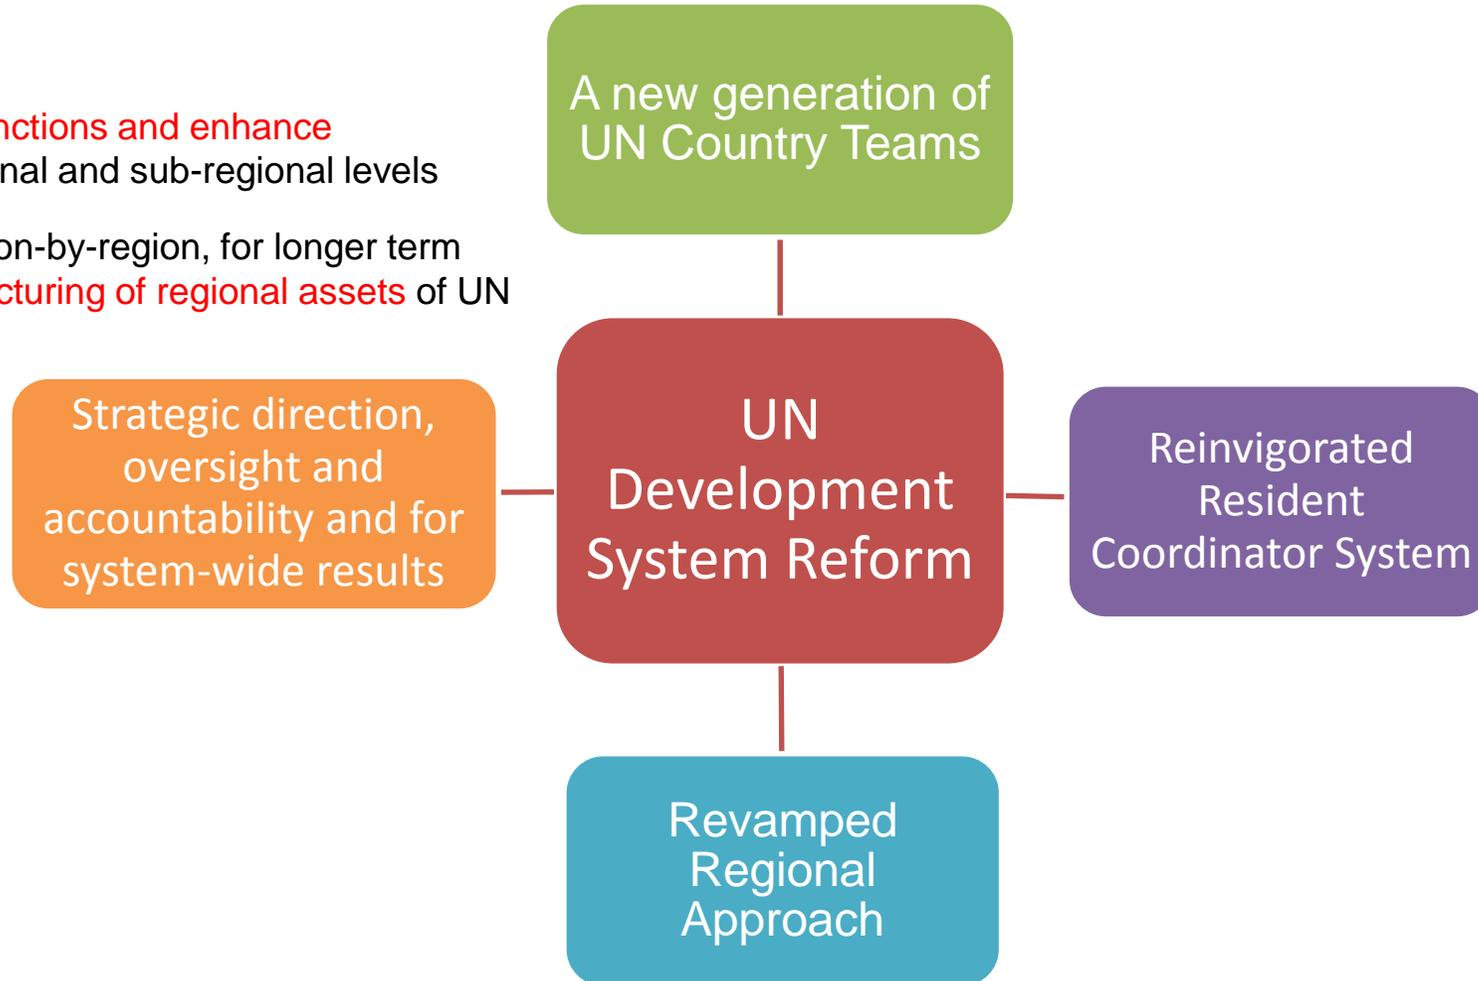 A new generation of
UN Country Teams
nctions and enhance
nal and sub-regional levels
on-by-region, for longer term
cturing of regional assets of UN
Strategic direction,
oversight and
accountability and for
system-wide results
UN
Development
System Reform
Reinvigorated
Resident
Coordinator System
Revamped
Regional
Approach